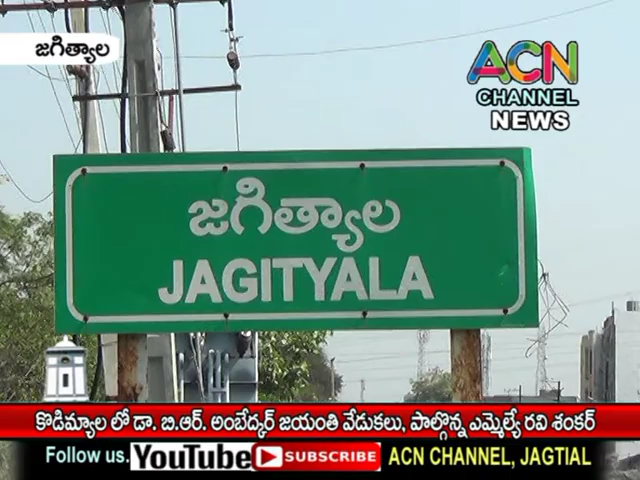 జగిత్యాల
ACN
CHANNEL
NEWS
జగిత్యాల
JAGITYALA
కొడిమ్యాల లో డా. బి.ఆర్. అంబేద్కర్ జయంతి వేడుకలు, పాల్గొన్న ఎమ్మెల్యే రవి శంకర్
Follow us on YouTube SUBSCRIBE ACN CHANNEL, JAGTIAL